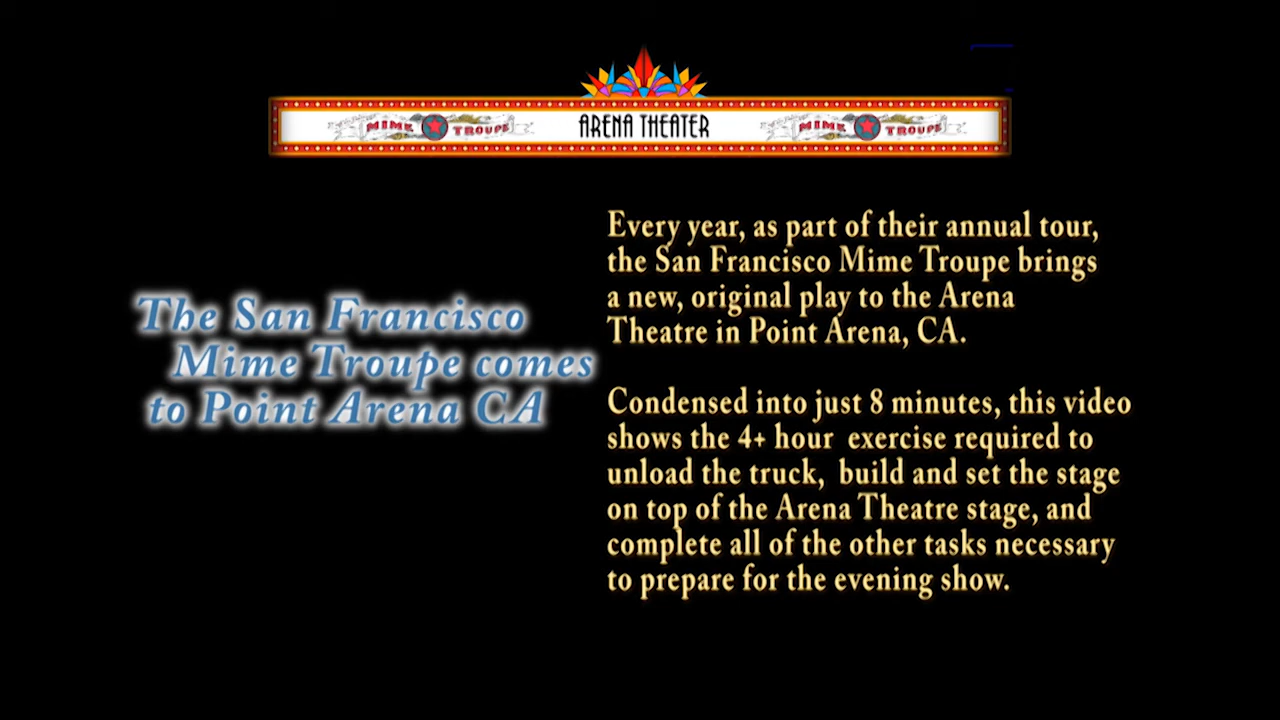 MIME TROUPE ARENA THEATER MIME TROUPE
The San Francisco
Mime Troupe comes
to Point Arena CA
Every year, as part of their annual tour,
the San Francisco Mime Troupe brings
a new, original play to the Arena
Theatre in Point Arena, CA.
Condensed into just 8 minutes, this video
shows the 4+ hour exercise required to
unload the truck, build and set the stage
on top of the Arena Theatre stage, and
complete all of the other tasks necessary
to prepare for the evening show.